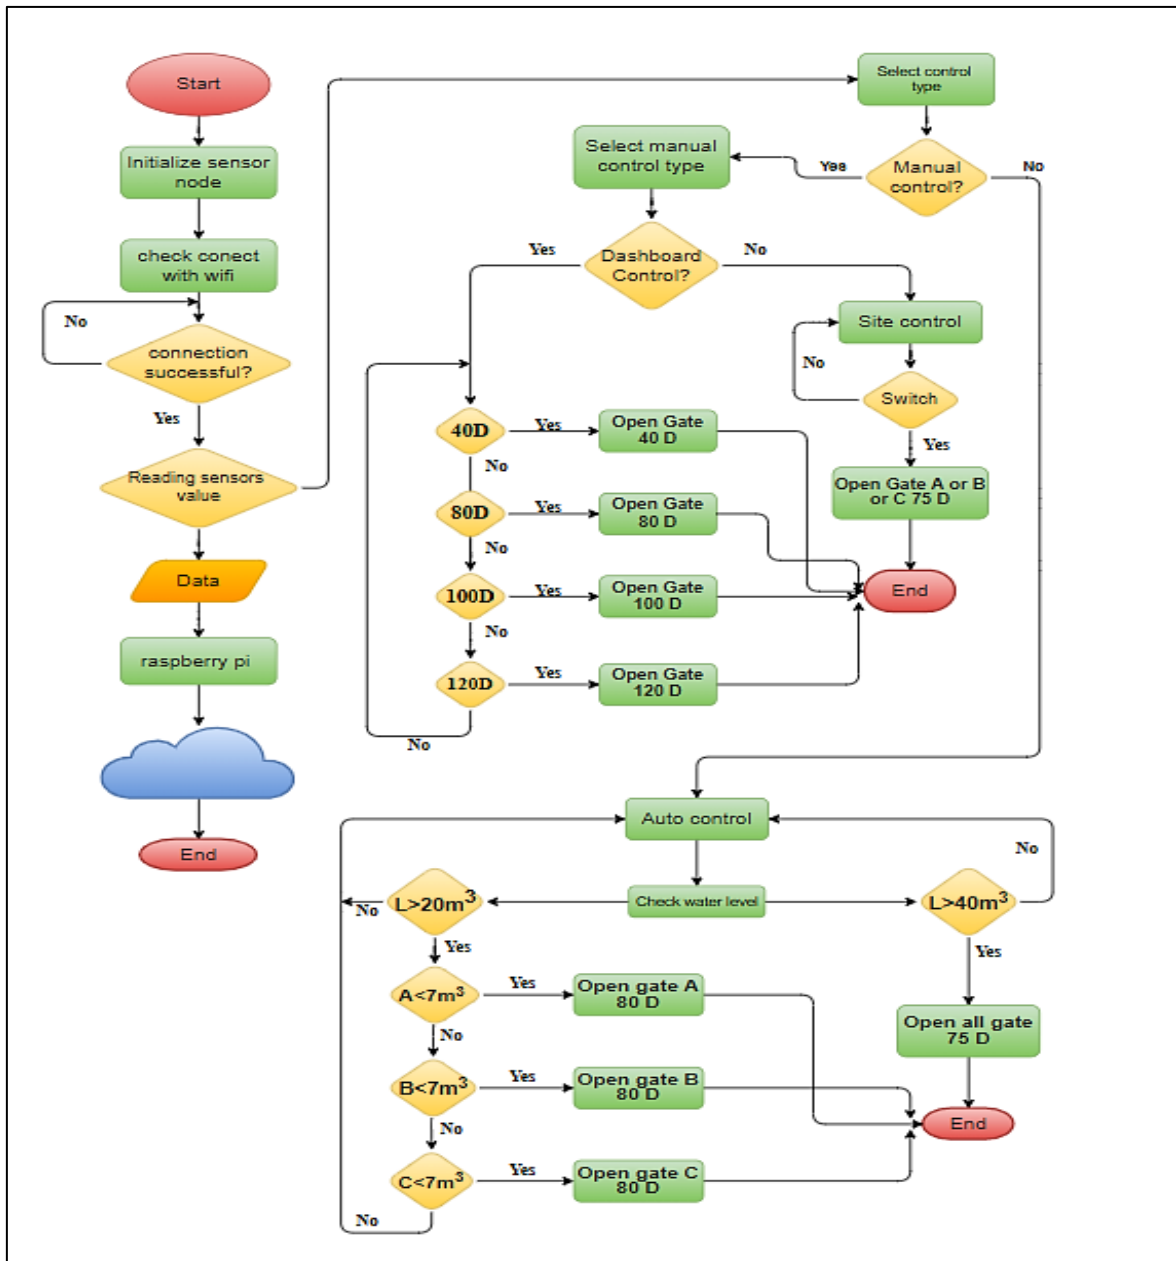 Start
Initialize sensor
node
check conect
with wifi
No
connection
successful?
Yes
Reading sensors
value
Data
raspberry pi
End
Select control
type
Manual
control?
Yes
No
Select manual
control type
Dashboard
Control?
Yes
No
Site control
No
Switch
Yes
Open Gate A or B
or C 75 D
End
40D
Yes
Open Gate
40 D
No
80D
Yes
Open Gate
80 D
No
100D
Yes
Open Gate
100 D
No
120D
Yes
Open Gate
120 D
No
Auto control
Check water level
L>20m³
No
Yes
A<7m³
Yes
Open gate A
80 D
No
B<7m³
Yes
Open gate B
80 D
No
C<7m³
Yes
Open gate C
80 D
No
L>40m³
No
Yes
Open all gate
75 D
End